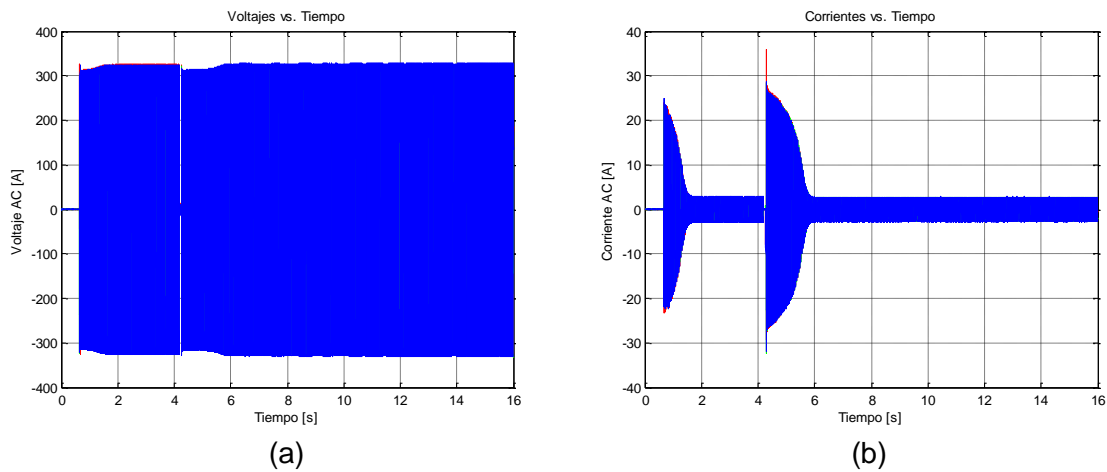 Voltajes vs. Tiempo
Voltaje AC [A]
400
300
200
100
0
-100
-200
-300
-400
0 2 4 6 8 10 12 14 16
Tiempo [s]
(a)
Corrientes vs. Tiempo
Corriente AC [A]
40
30
20
10
0
-10
-20
-30
-40
0 2 4 6 8 10 12 14 16
Tiempo [s]
(b)